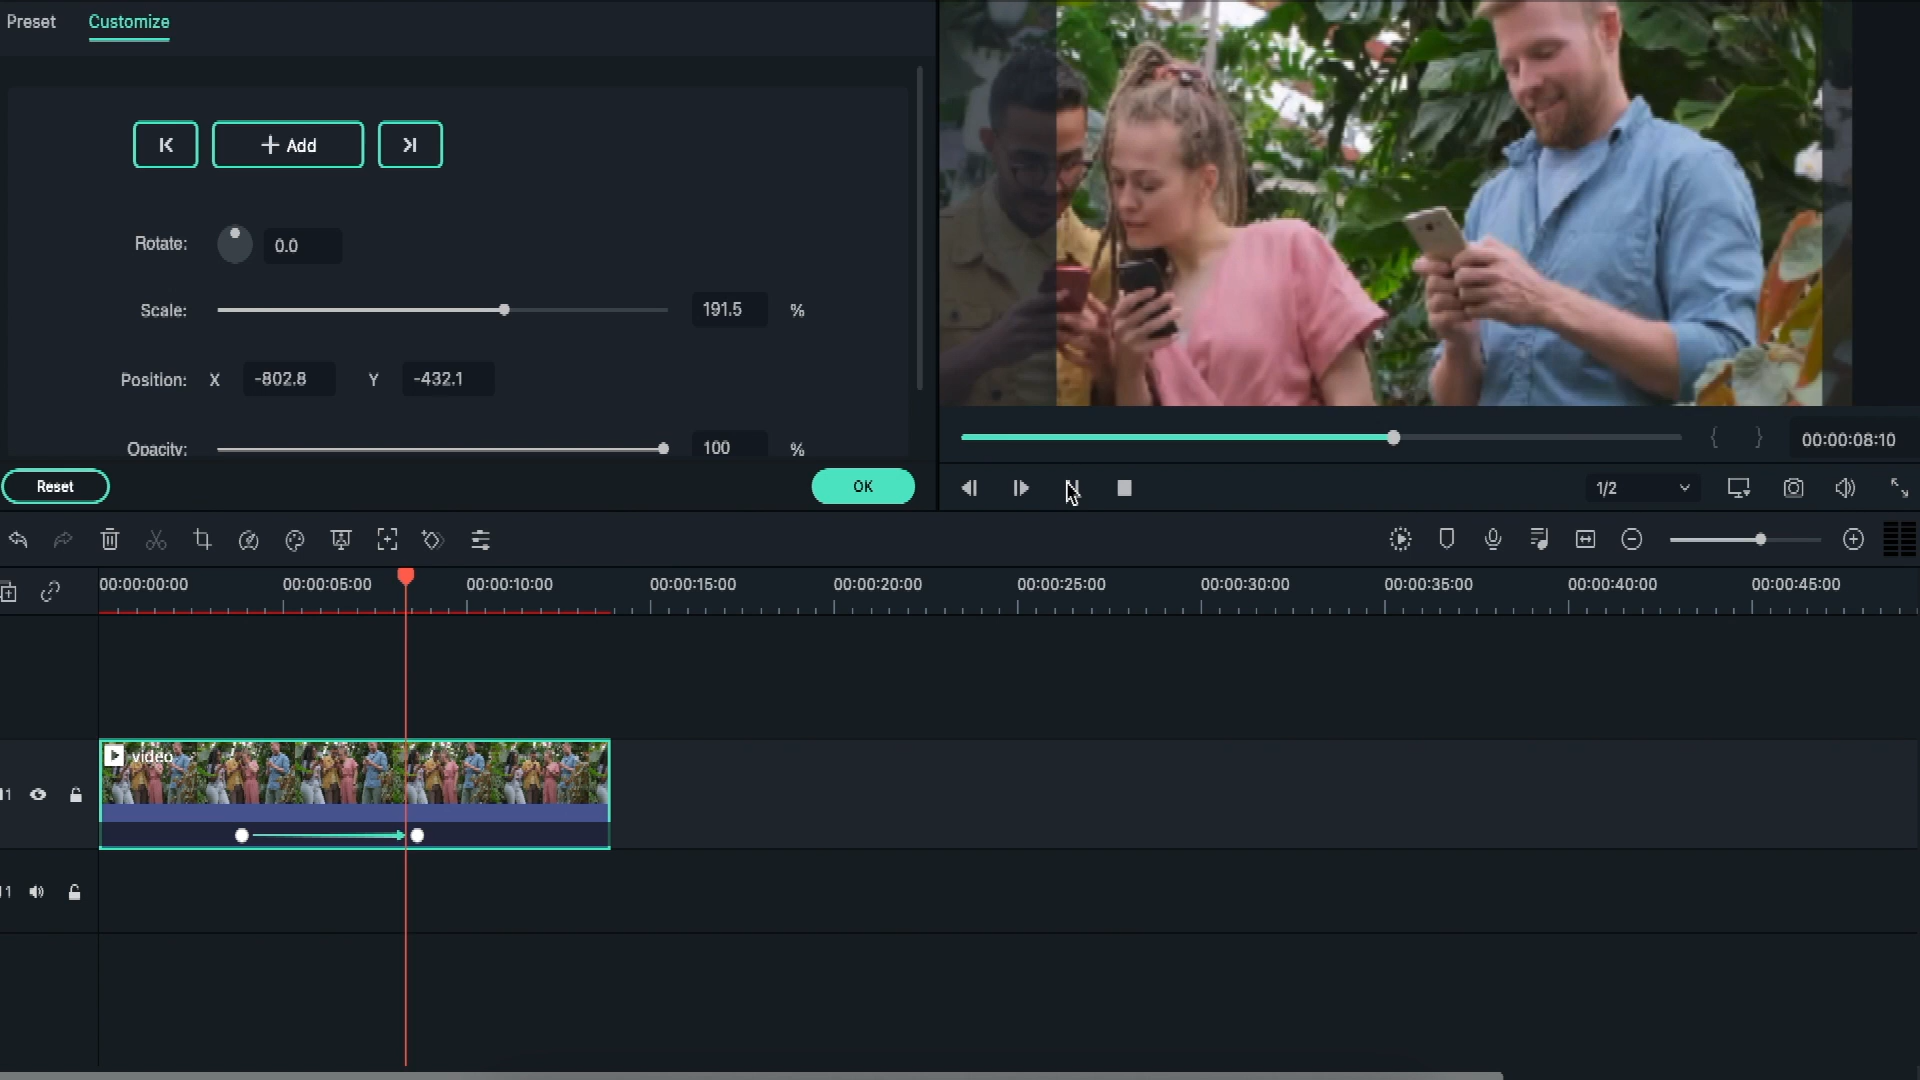 Preset Customize
+ Add
Rotate: 0.0
Scale: 191.5 %
Position: X -802.8 Y -432.1
Opacity: 100 %
Reset OK
{ } 00:00:08:10
1/2
00:00:00:00 00:00:05:00 00:00:10:00 00:00:15:00 00:00:20:00 00:00:25:00 00:00:30:00 00:00:35:00 00:00:40:00 00:00:45:00
video
1
1